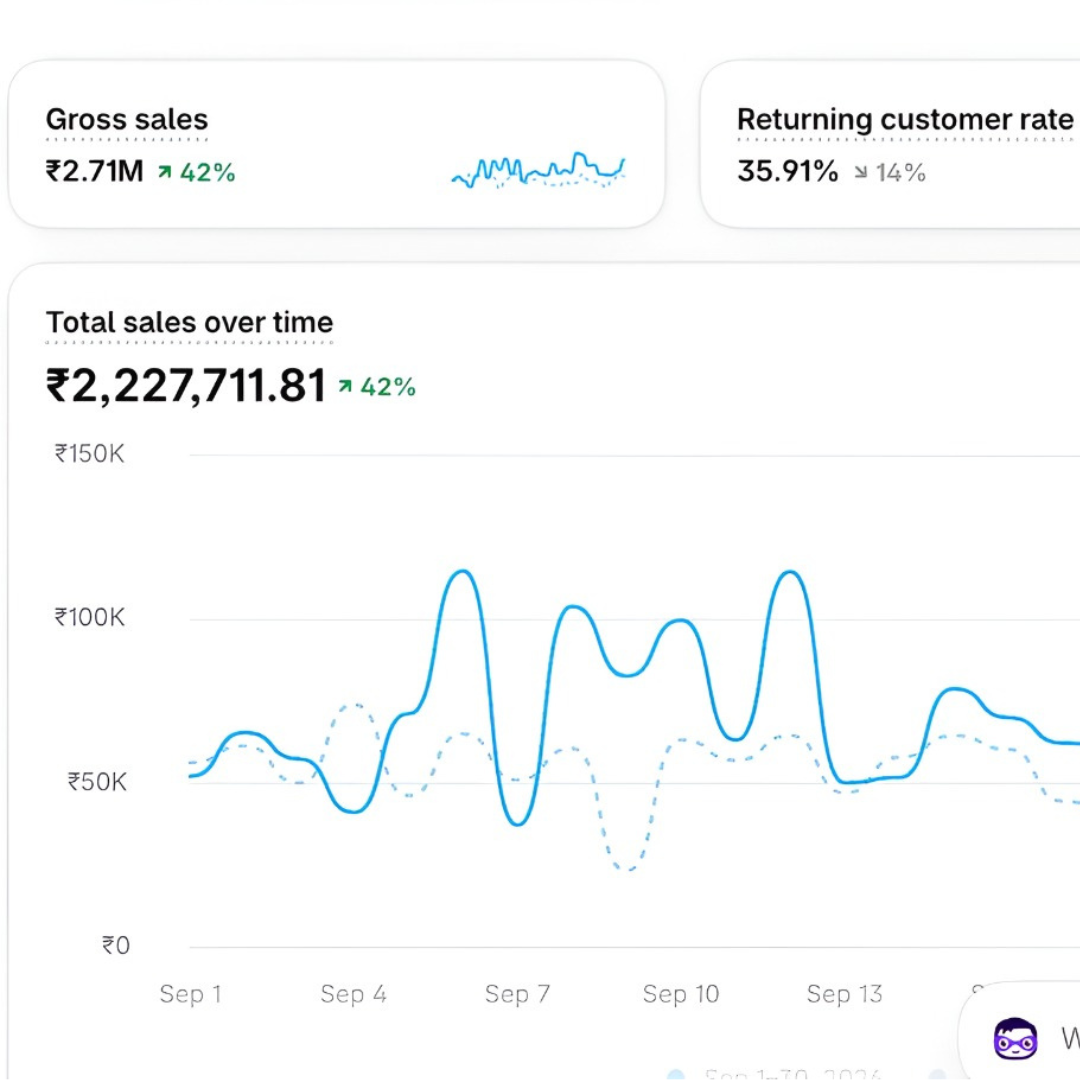 Gross sales
₹2.71M ↗ 42%
Returning customer rate
35.91% ↘ 14%
Total sales over time
₹2,227,711.81 ↗ 42%
₹150K
₹100K
₹50K
₹0
Sep 1 Sep 4 Sep 7 Sep 10 Sep 13